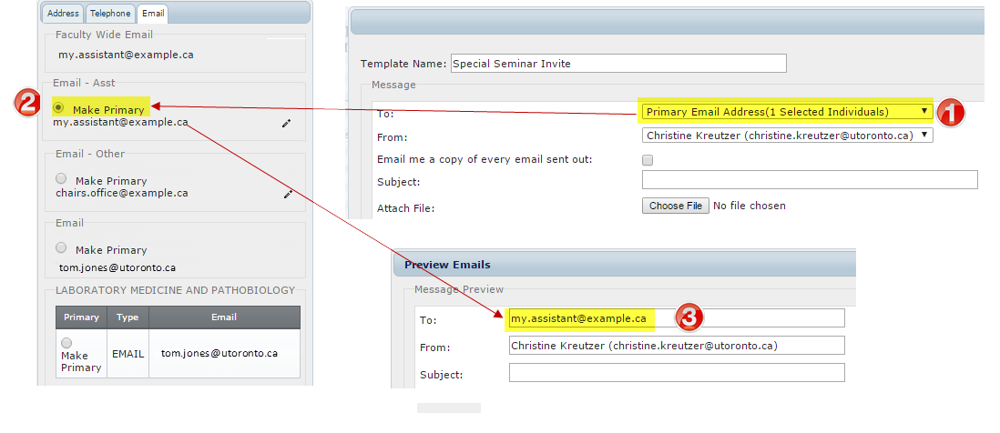 Address Telephone Email
Faculty Wide Email
my.assistant@example.ca
Email - Asst
2
Make Primary
my.assistant@example.ca
Email - Other
Make Primary
chairs.office@example.ca
Email
Make Primary
tom.jones@utoronto.ca
LABORATORY MEDICINE AND PATHOBIOLOGY
Primary Type Email
Make Primary EMAIL tom.jones@utoronto.ca
Template Name: Special Seminar Invite
Message
To: Primary Email Address(1 Selected Individuals) 1
From: Christine Kreutzer (christine.kreutzer@utoronto.ca)
Email me a copy of every email sent out:
Subject:
Attach File: Choose File No file chosen
Preview Emails
Message Preview
To: my.assistant@example.ca 3
From: Christine Kreutzer (christine.kreutzer@utoronto.ca)
Subject: